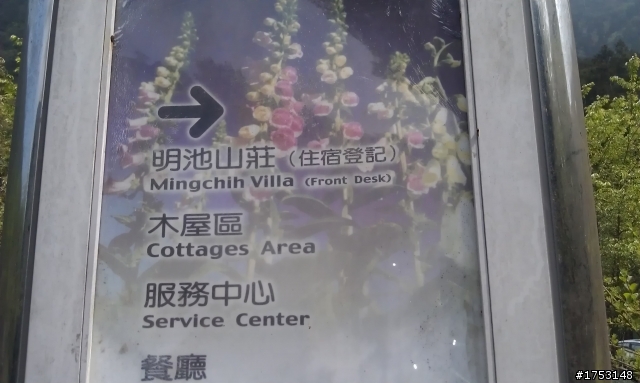 明池山莊（住宿登記）
Mingchih Villa (Front Desk)
木屋區
Cottages Area
服務中心
Service Center
餐廳
#1753148